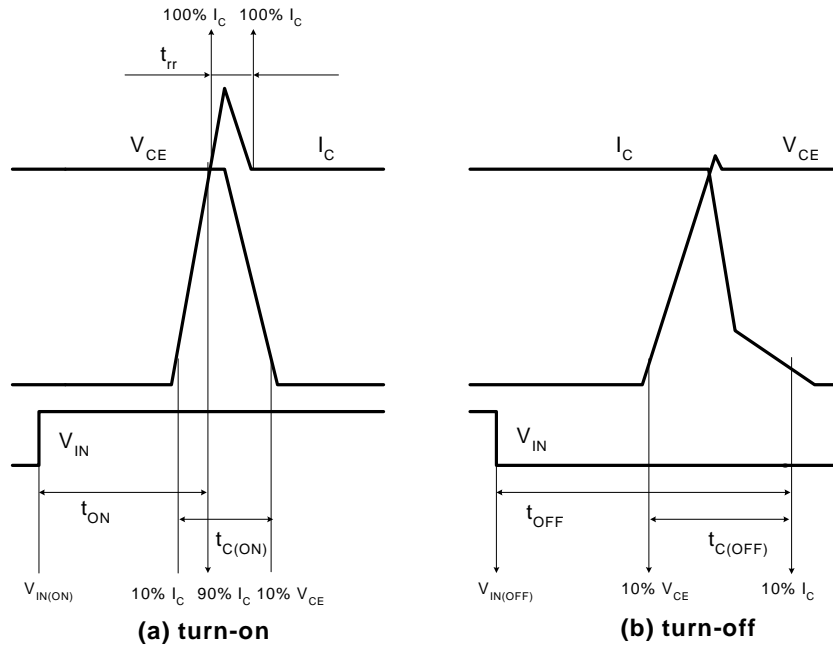 100% I_C 100% I_C
t_rr
V_CE I_C
V_IN
t_ON
t_C(ON)
V_IN(ON) 10% I_C 90% I_C 10% V_CE
(a) turn-on
I_C V_CE
V_IN
t_OFF
t_C(OFF)
V_IN(OFF) 10% V_CE 10% I_C
(b) turn-off